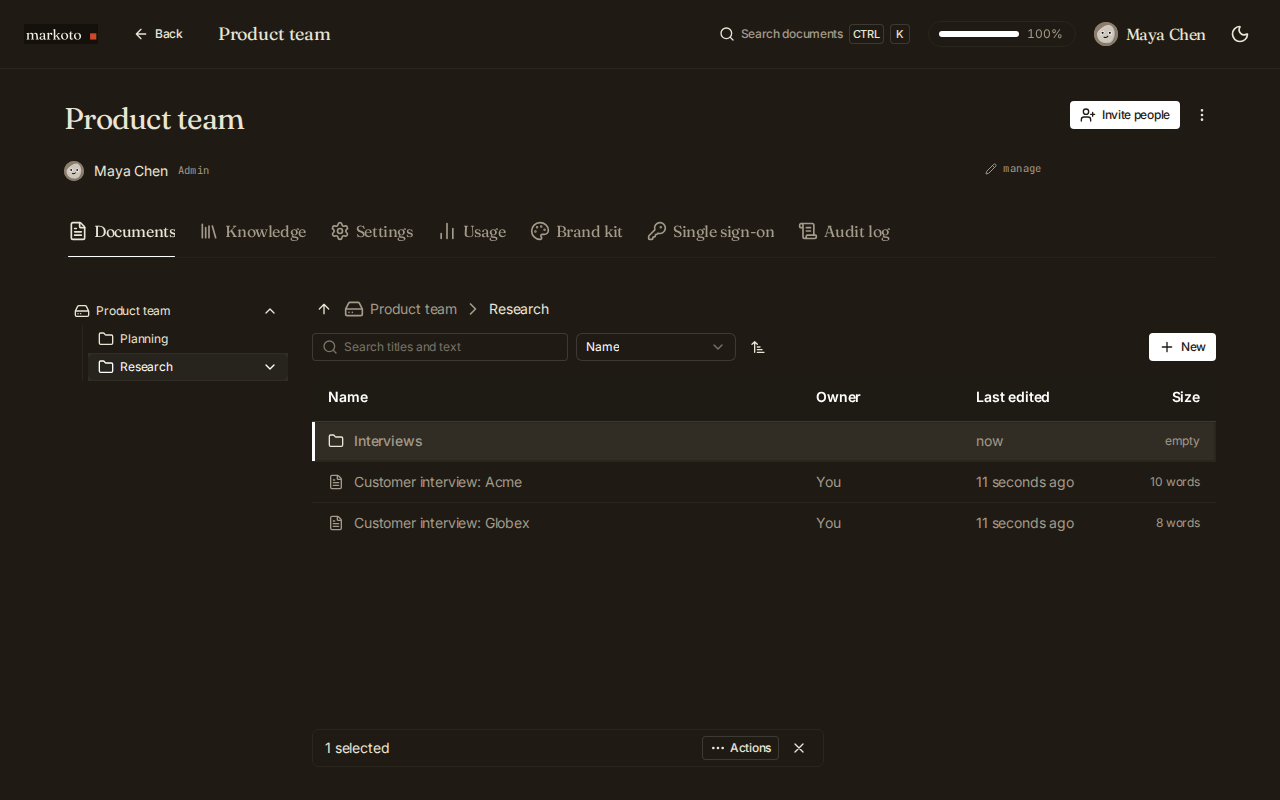 markoto
Back
Product team
Search documents CTRL K
100%
Maya Chen
Product team
Invite people
Maya Chen Admin
manage
Documents Knowledge Settings Usage Brand kit Single sign-on Audit log
Product team
Planning
Research
Product team Research
Search titles and text
Name
New
Name Owner Last edited Size
Interviews now empty
Customer interview: Acme You 11 seconds ago 10 words
Customer interview: Globex You 11 seconds ago 8 words
1 selected
Actions